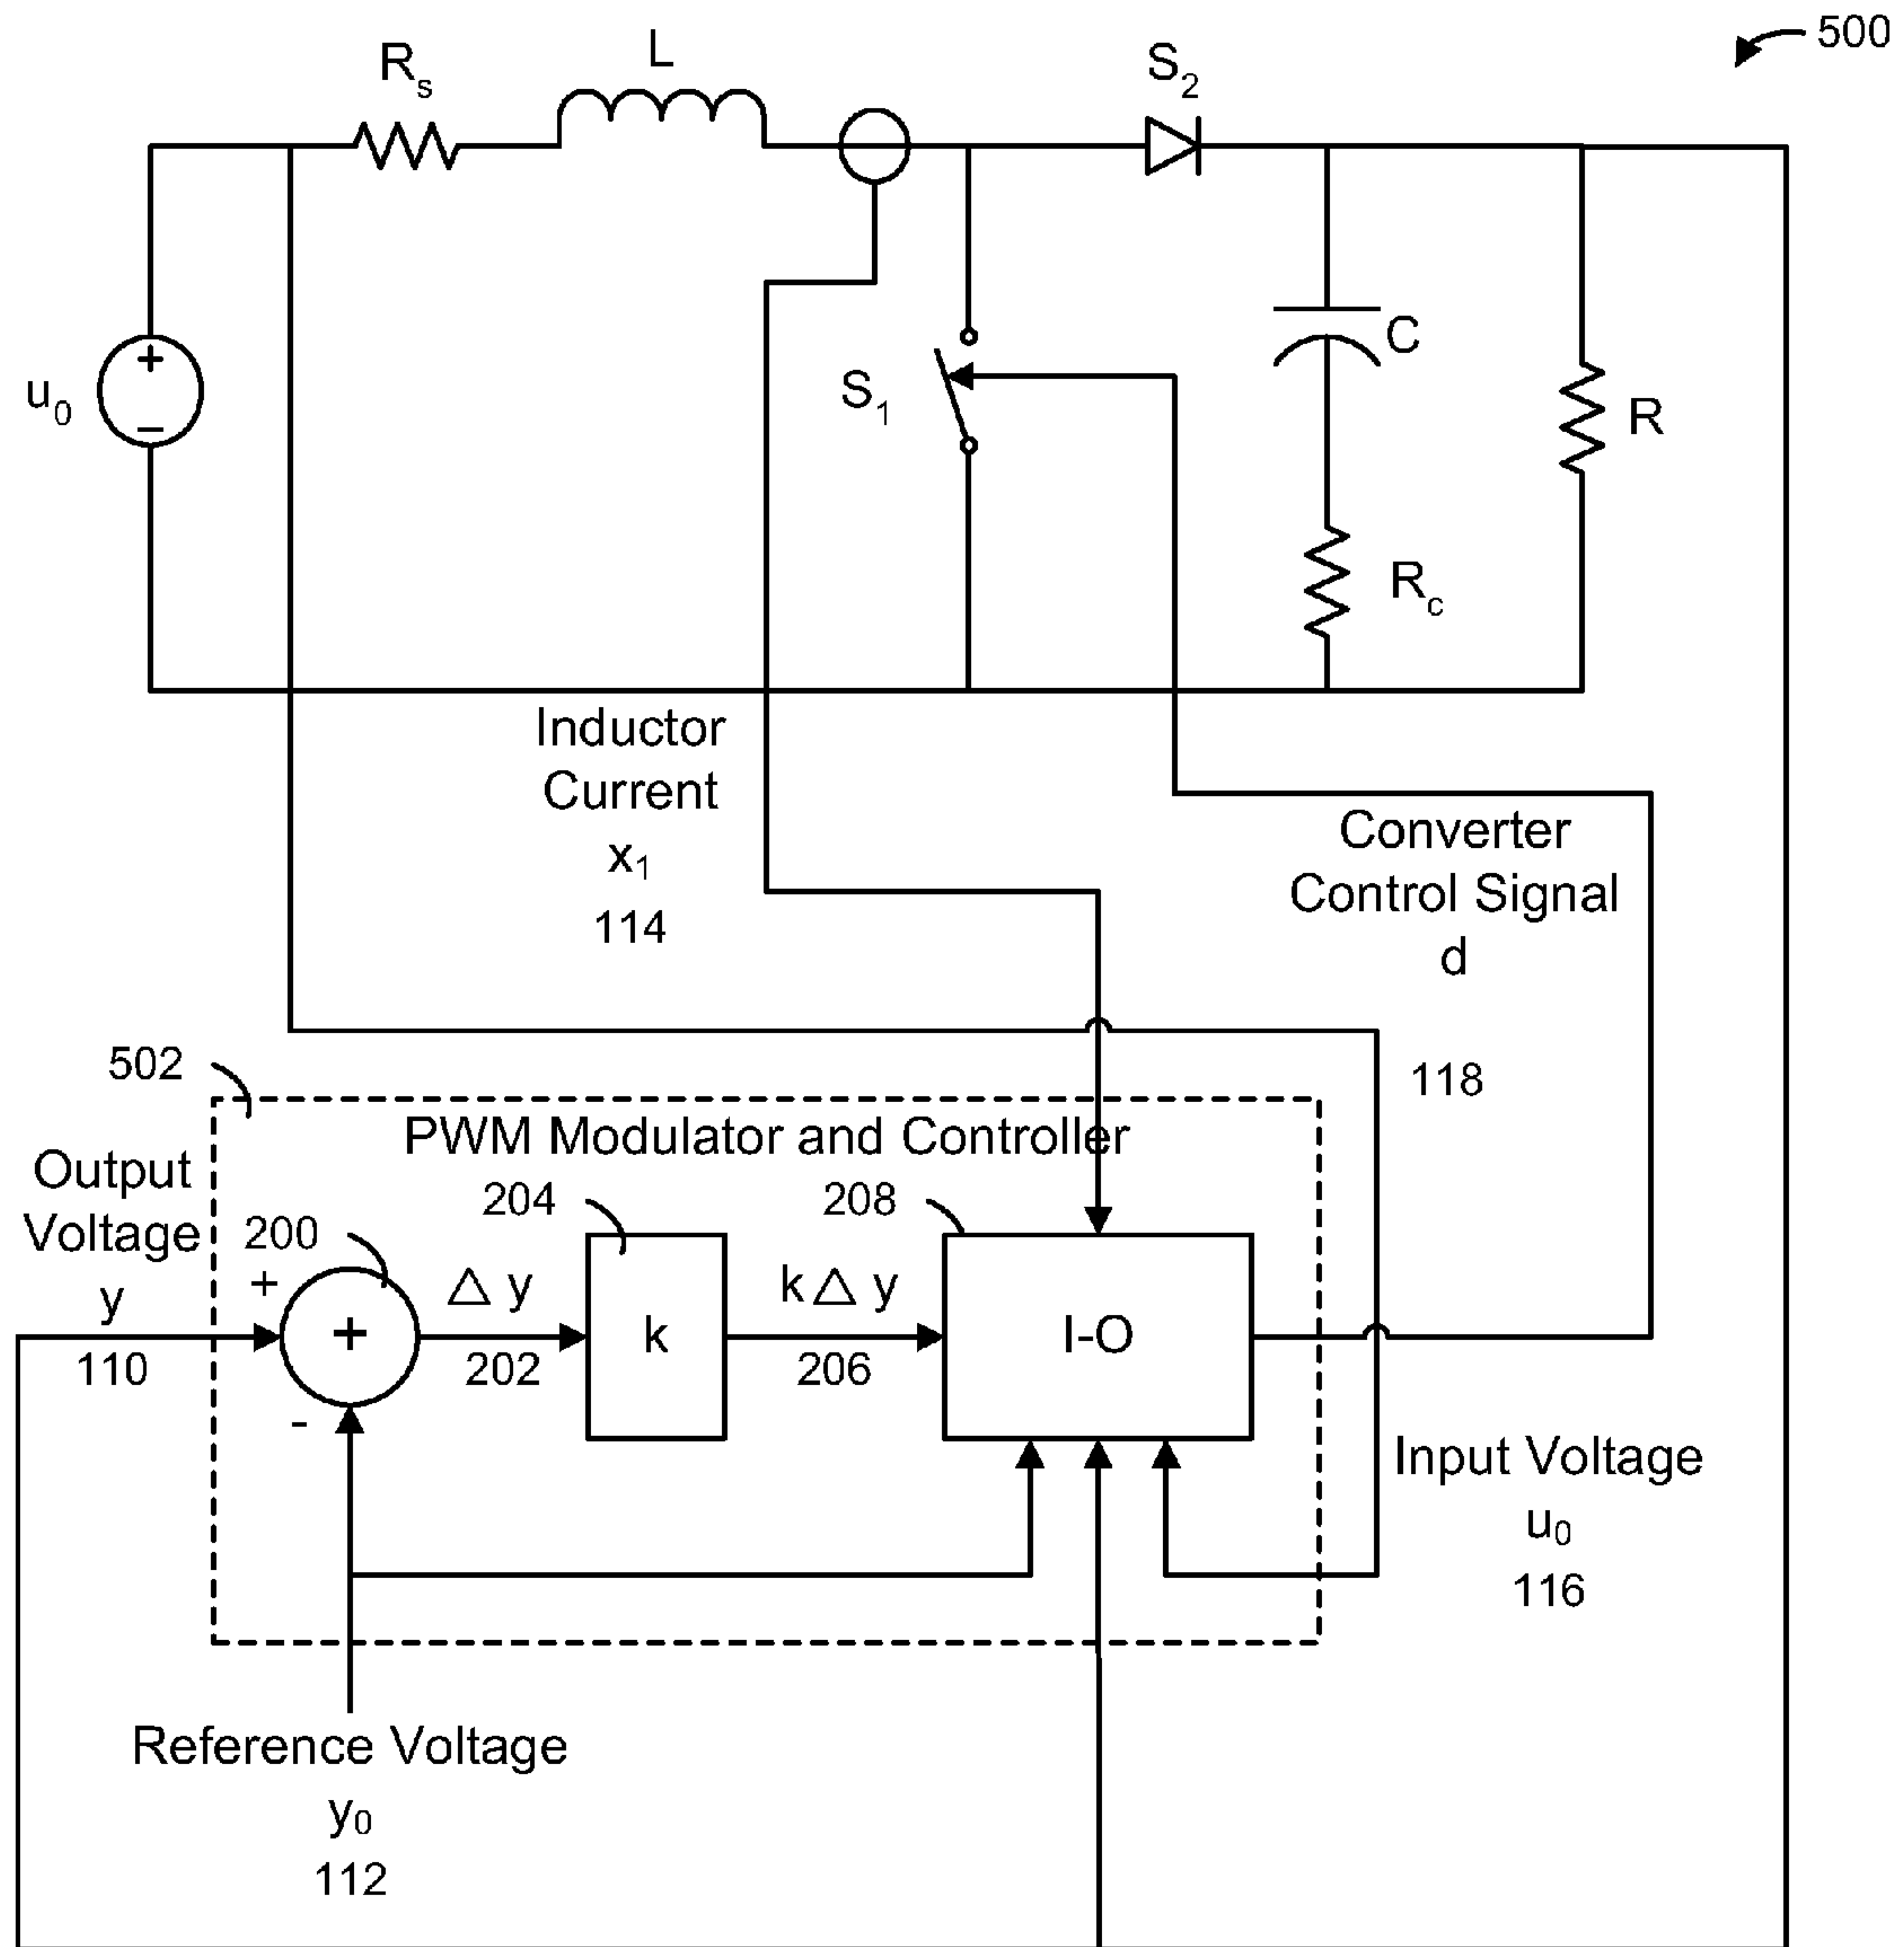 500
Rs
L
S2
u0
+
−
S1
C
R
Rc
Inductor
Current
x1
114
Converter
Control Signal
d
118
502
PWM Modulator and Controller
Output
Voltage
y
110
200
+
+
-
Δ y
202
204
k
k Δ y
206
208
I-O
Input Voltage
u0
116
Reference Voltage
y0
112